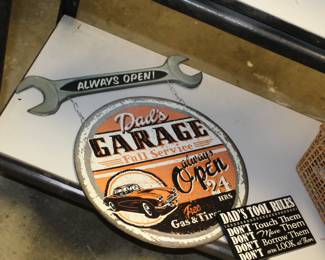 ALWAYS OPEN!
Dad's
GARAGE
Full Service
Always
Open
24
HRS
Free
Gas & Tire
DAD'S TOOL RULES
DON'T Touch Them
DON'T Move Them
DON'T Borrow Them
DON'T even LOOK at Them